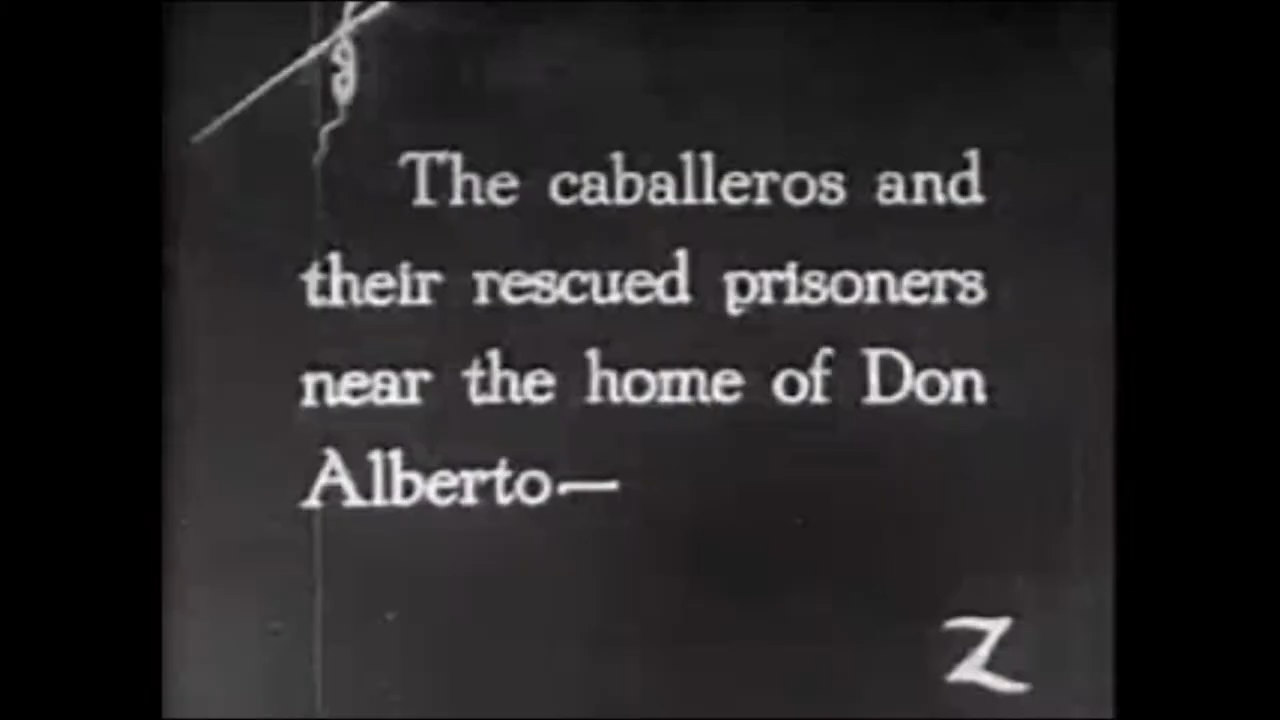 The caballeros and
their rescued prisoners
near the home of Don
Alberto—
Z